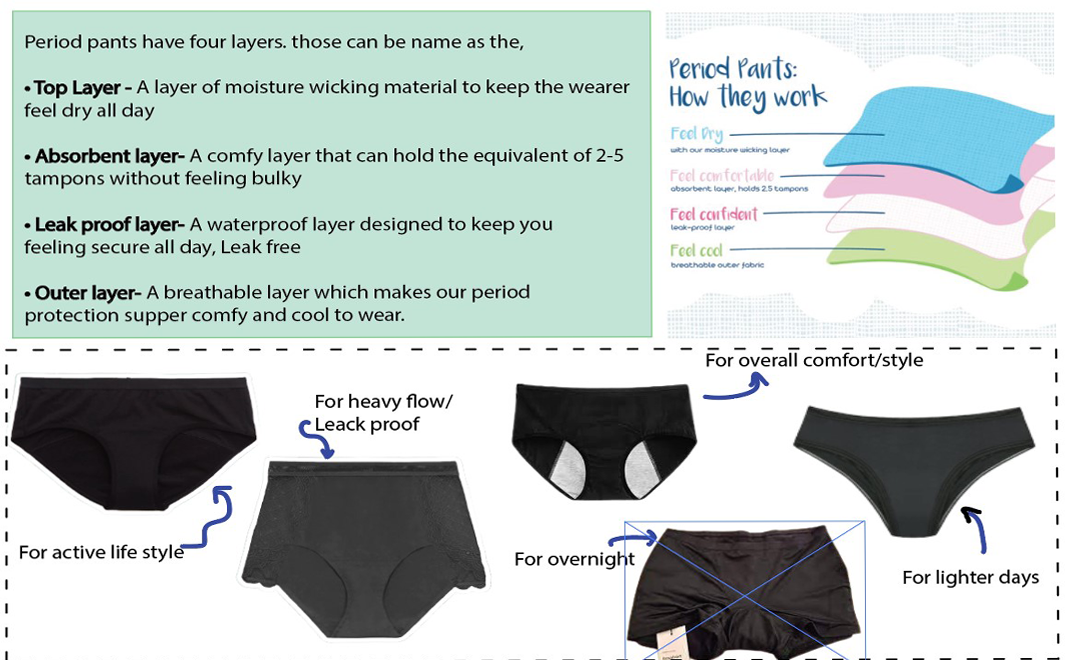 Period pants have four layers. those can be name as the,
• Top Layer - A layer of moisture wicking material to keep the wearer
feel dry all day
• Absorbent layer- A comfy layer that can hold the equivalent of 2-5
tampons without feeling bulky
• Leak proof layer- A waterproof layer designed to keep you
feeling secure all day, Leak free
• Outer layer- A breathable layer which makes our period
protection supper comfy and cool to wear.
Period Pants:
How they work
Feel Dry
with our moisture wicking layer
Feel comfortable
absorbent layer, holds 2.5 tampons
Feel confident
leak-proof layer
Feel cool
breathable outer fabric
For overall comfort/style
For heavy flow/
Leack proof
For active life style
For overnight
For lighter days